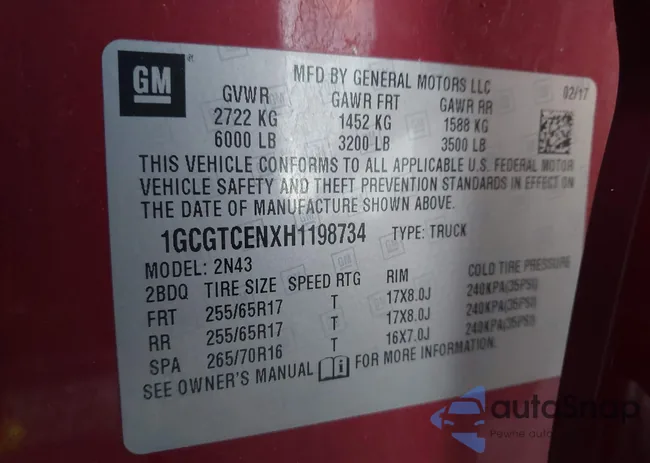 GM
MFD BY GENERAL MOTORS LLC
02/17
GVWR GAWR FRT GAWR RR
2722 KG 1452 KG 1588 KG
6000 LB 3200 LB 3500 LB
THIS VEHICLE CONFORMS TO ALL APPLICABLE U.S. FEDERAL MOTOR
VEHICLE SAFETY AND THEFT PREVENTION STANDARDS IN EFFECT ON
THE DATE OF MANUFACTURE SHOWN ABOVE.
1GCGTCENXH1198734 TYPE: TRUCK
MODEL: 2N43
2BDQ TIRE SIZE SPEED RTG RIM COLD TIRE PRESSURE
FRT 255/65R17 T 17X8.0J 240KPA(35PSI)
RR 255/65R17 T 17X8.0J 240KPA(35PSI)
SPA 265/70R16 T 16X7.0J 240KPA(35PSI)
SEE OWNER'S MANUAL FOR MORE INFORMATION.
autoSnap
Pewne auto